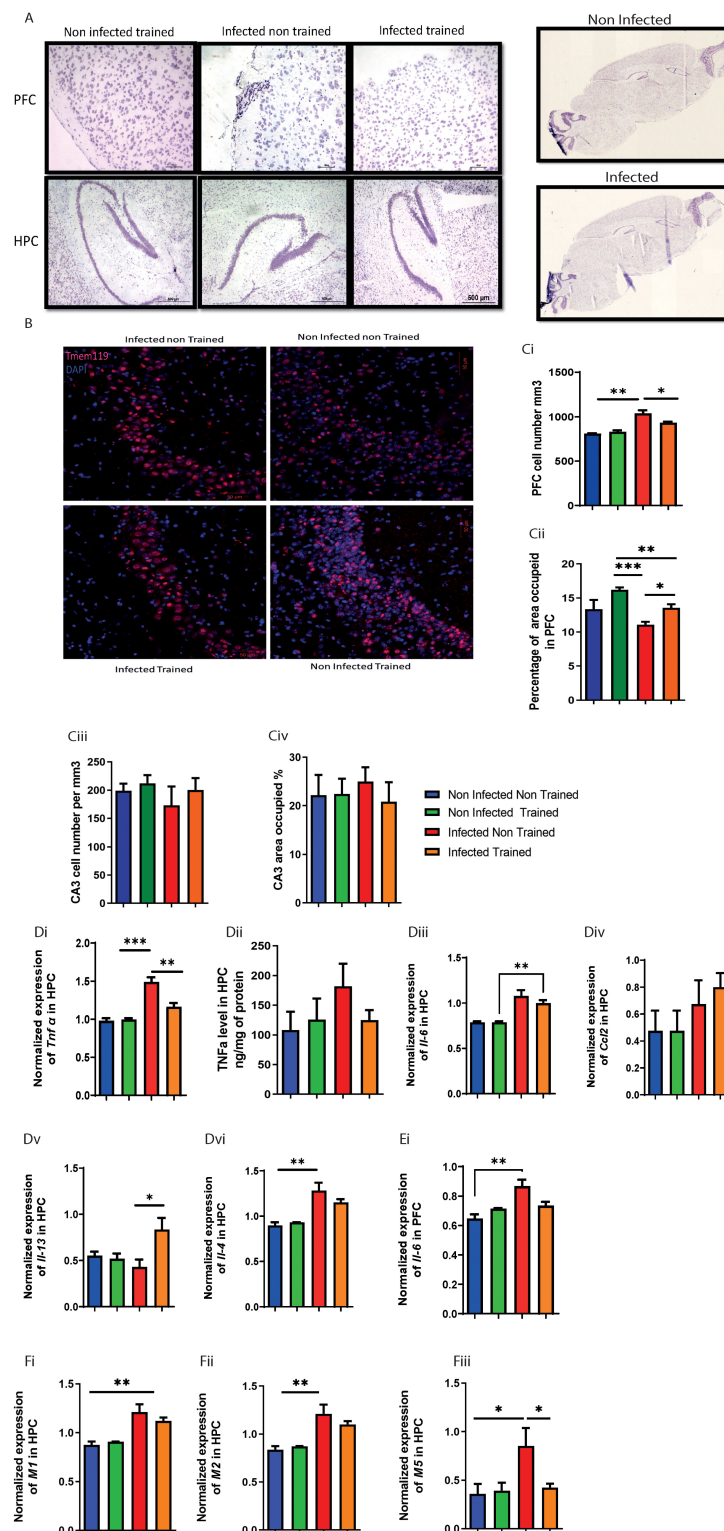 A
Non infected trained
Infected non trained
Infected trained
Non Infected
PFC
Infected
HPC
500 µm
B
Infected non Trained
Non Infected non Trained
Tmem119
DAPI
Infected Trained
Non Infected Trained
Ci
PFC cell number mm3
1500
1000
500
0
**
*
Cii
Percentage of area occupeid
in PFC
20
15
10
5
0
**
***
*
Ciii
CA3 cell number per mm3
250
200
150
100
50
0
Civ
CA3 area occupied %
30
20
10
0
Non Infected Non Trained
Non Infected Trained
Infected Non Trained
Infected Trained
Di
Normalized expression
of Tnf α in HPC
2.0
1.5
1.0
0.5
0.0
***
**
Dii
TNFa level in HPC
ng/mg of protein
250
200
150
100
50
0
Diii
Normalized expression
of Il-6 in HPC
1.5
1.0
0.5
0.0
**
Div
Normalized expression
of Ccl2 in HPC
1.0
0.8
0.6
0.4
0.2
0.0
Dv
Normalized expression
of Il-13 in HPC
1.5
1.0
0.5
0.0
*
Dvi
Normalized expression
of Il-4 in HPC
1.5
1.0
0.5
0.0
**
Ei
Normalized expression
of Il-6 in PFC
1.0
0.8
0.6
0.4
0.2
0.0
**
Fi
Normalized expression
of M1 in HPC
1.5
1.0
0.5
0.0
**
Fii
Normalized expression
of M2 in HPC
1.5
1.0
0.5
0.0
**
Fiii
Normalized expression
of M5 in HPC
1.5
1.0
0.5
0.0
*
*